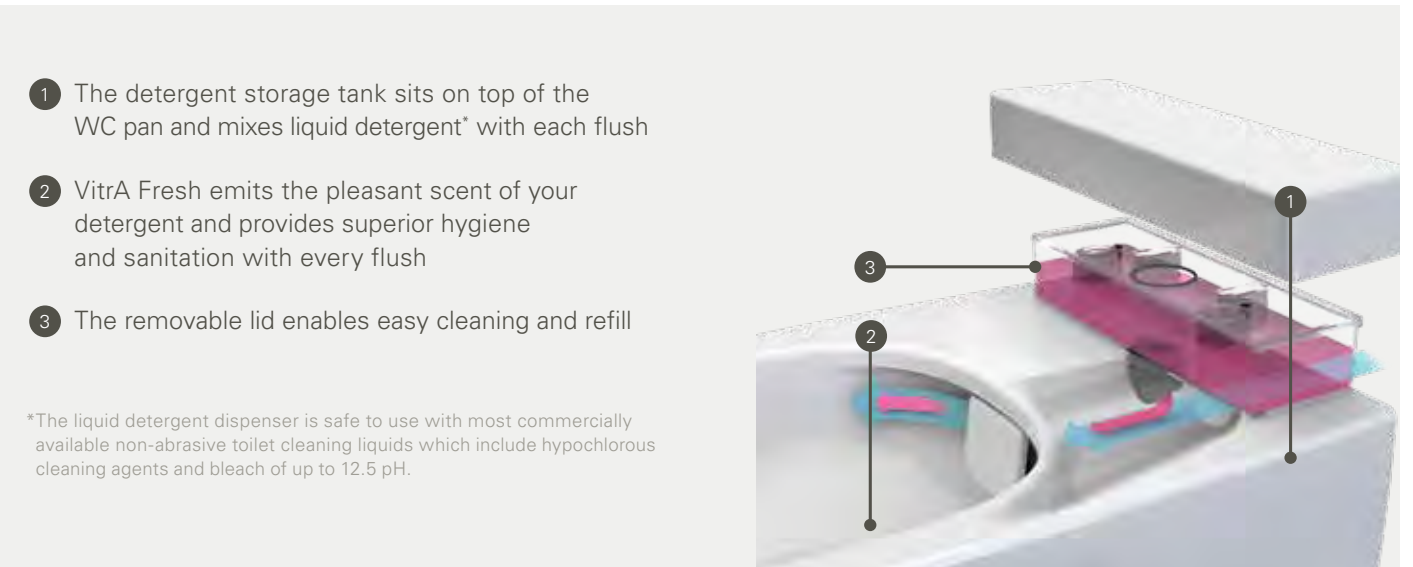 1 The detergent storage tank sits on top of the
WC pan and mixes liquid detergent* with each flush
2 VitrA Fresh emits the pleasant scent of your
detergent and provides superior hygiene
and sanitation with every flush
3 The removable lid enables easy cleaning and refill
*The liquid detergent dispenser is safe to use with most commercially
available non-abrasive toilet cleaning liquids which include hypochlorous
cleaning agents and bleach of up to 12.5 pH.
1
3
2